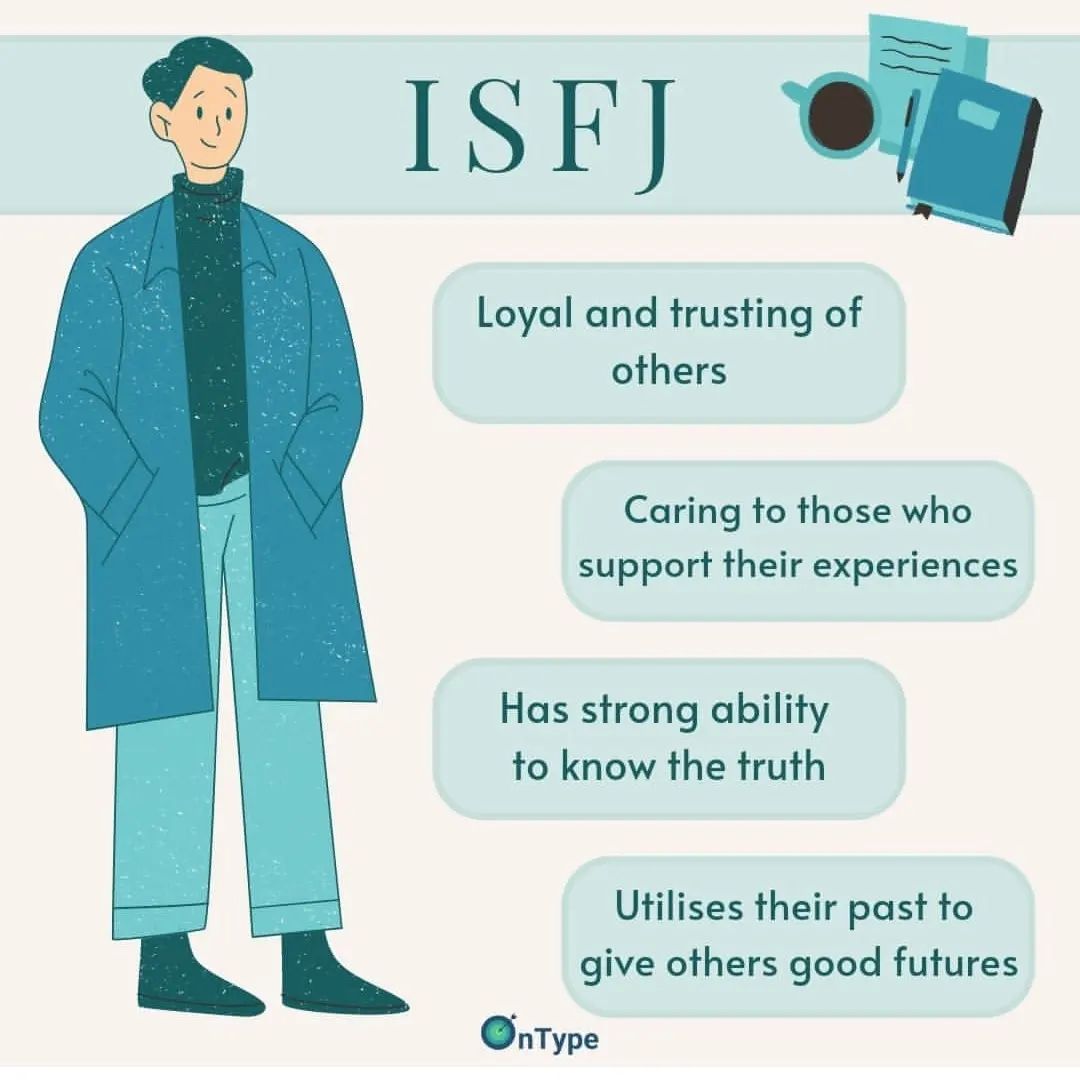 ISFJ
Loyal and trusting of
others
Caring to those who
support their experiences
Has strong ability
to know the truth
Utilises their past to
give others good futures
OnType